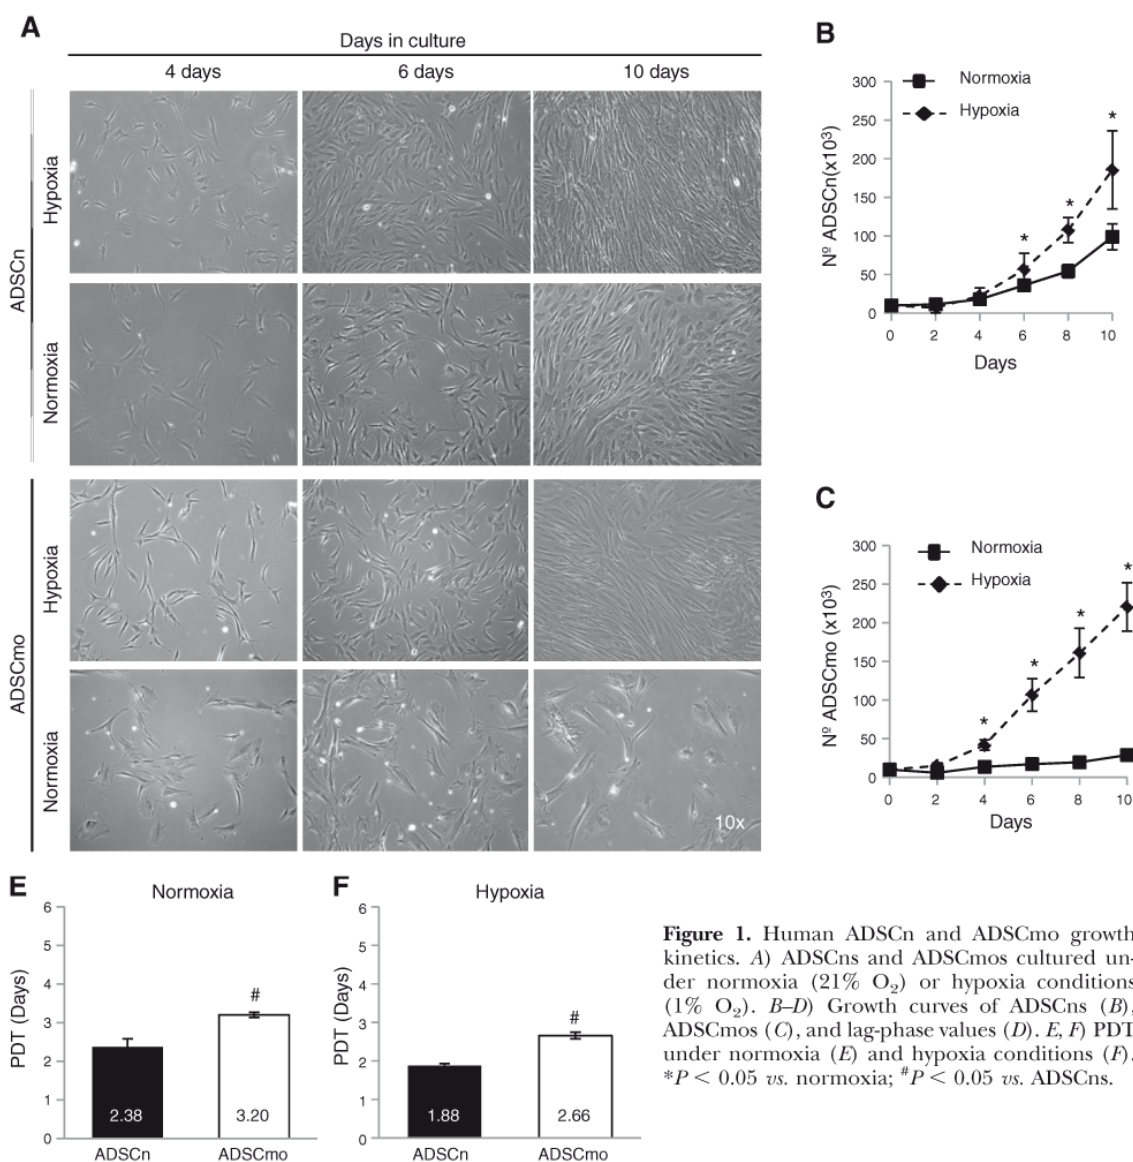 A
Days in culture
4 days 6 days 10 days
ADSCn
Hypoxia
Normoxia
ADSCmo
Hypoxia
Normoxia
10x
B
Normoxia
Hypoxia
Nº ADSCn(x10³)
300
250
200
150
100
50
0
* * *
0 2 4 6 8 10
Days
C
Normoxia
Hypoxia
Nº ADSCmo (x10³)
300
250
200
150
100
50
0
* * * *
0 2 4 6 8 10
Days
E
Normoxia
PDT (Days)
6
5
4
3
2
1
0
#
2.38 3.20
ADSCn ADSCmo
F
Hypoxia
PDT (Days)
6
5
4
3
2
1
0
#
1.88 2.66
ADSCn ADSCmo
Figure 1. Human ADSCn and ADSCmo growth
kinetics. A) ADSCns and ADSCmos cultured un-
der normoxia (21% O₂) or hypoxia conditions
(1% O₂). B–D) Growth curves of ADSCns (B),
ADSCmos (C), and lag-phase values (D). E, F) PDT
under normoxia (E) and hypoxia conditions (F).
*P < 0.05 vs. normoxia; #P < 0.05 vs. ADSCns.